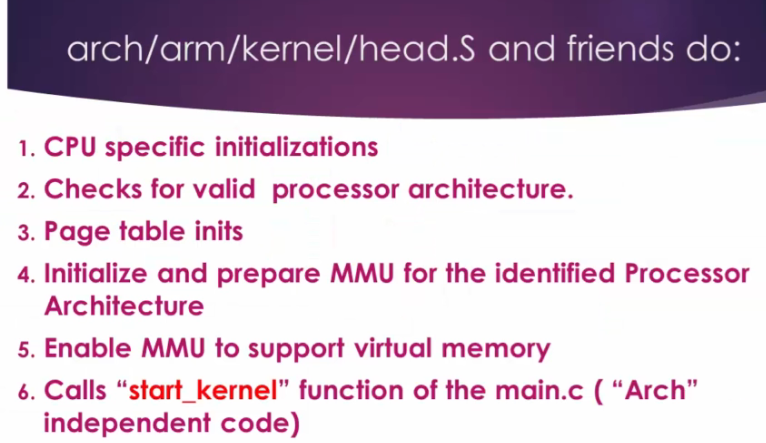 arch/arm/kernel/head.S and friends do:
1. CPU specific initializations
2. Checks for valid  processor architecture.
3. Page table inits
4. Initialize and prepare MMU for the identified Processor
Architecture
5. Enable MMU to support virtual memory
6. Calls “start_kernel” function of the main.c ( “Arch”
independent code)